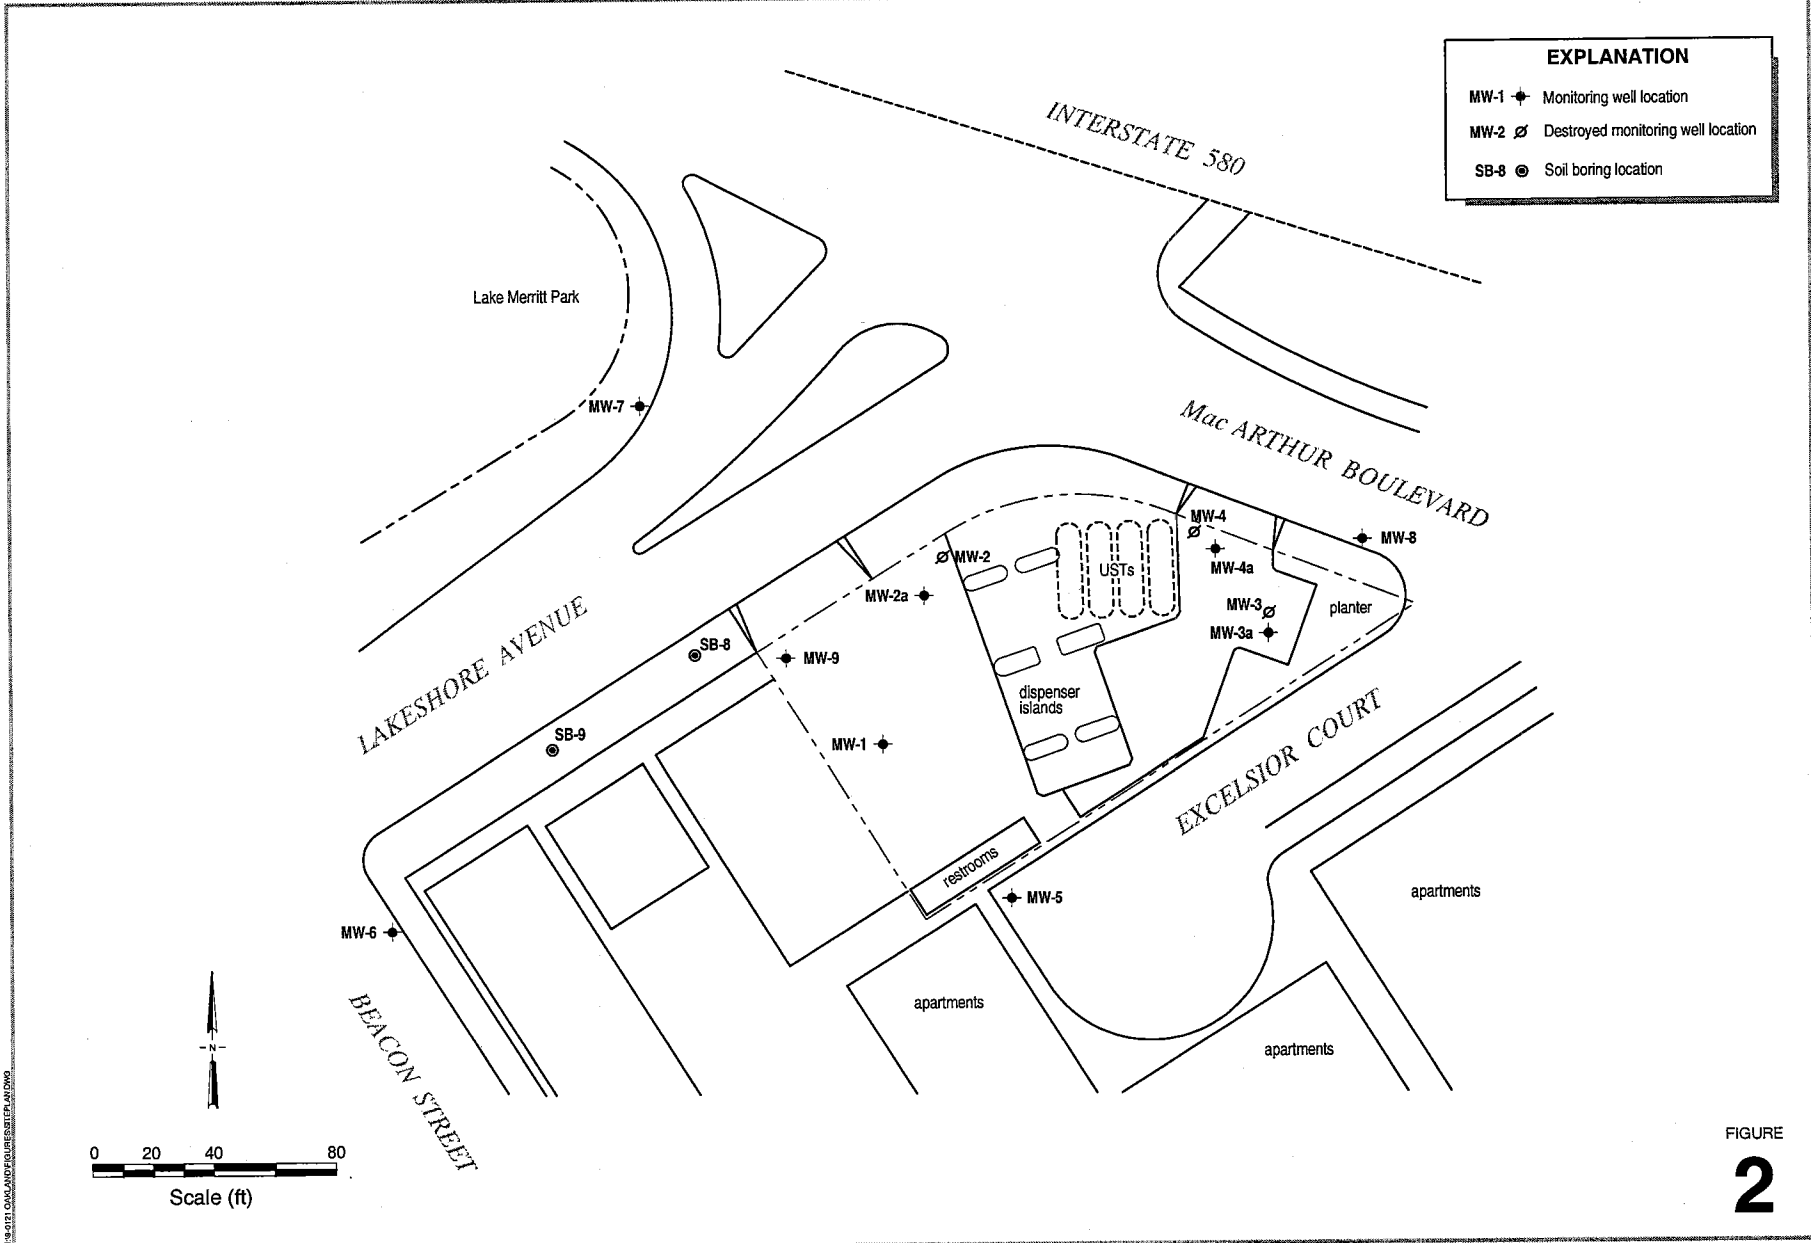 EXPLANATION
MW-1 Monitoring well location
MW-2 Destroyed monitoring well location
SB-8 Soil boring location
INTERSTATE 580
Lake Merritt Park
MW-7
Mac ARTHUR BOULEVARD
MW-4
MW-8
MW-2
USTs
MW-4a
MW-2a
MW-3
planter
MW-3a
LAKESHORE AVENUE
SB-8
MW-9
dispenser
islands
SB-9
MW-1
EXCELSIOR COURT
restrooms
apartments
MW-5
MW-6
apartments
BEACON STREET
N
apartments
0 20 40 80
Scale (ft)
FIGURE
2